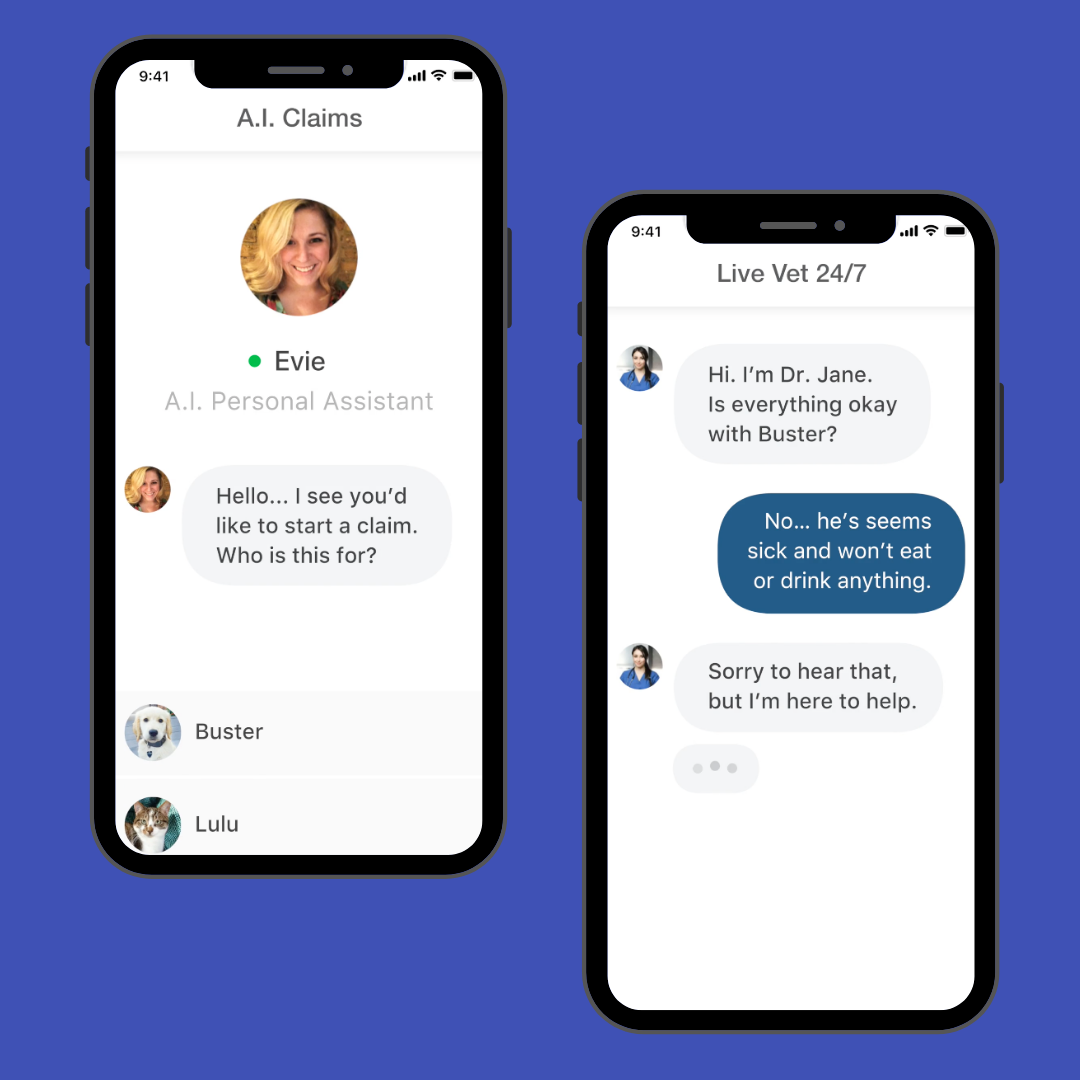 9:41
A.I. Claims
Evie
A.I. Personal Assistant
Hello... I see you’d
like to start a claim.
Who is this for?
Buster
Lulu
9:41
Live Vet 24/7
Hi. I’m Dr. Jane.
Is everything okay
with Buster?
No... he’s seems
sick and won’t eat
or drink anything.
Sorry to hear that,
but I’m here to help.